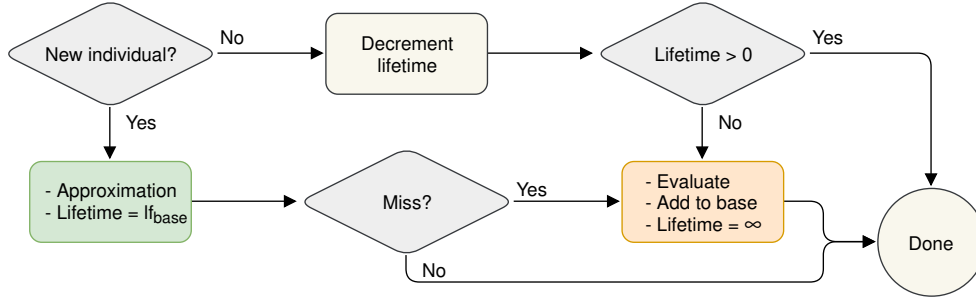 New individual?
No
Decrement
lifetime
Lifetime > 0
Yes
Yes
No
- Approximation
- Lifetime = lfbase
Miss?
Yes
- Evaluate
- Add to base
- Lifetime = ∞
Done
No